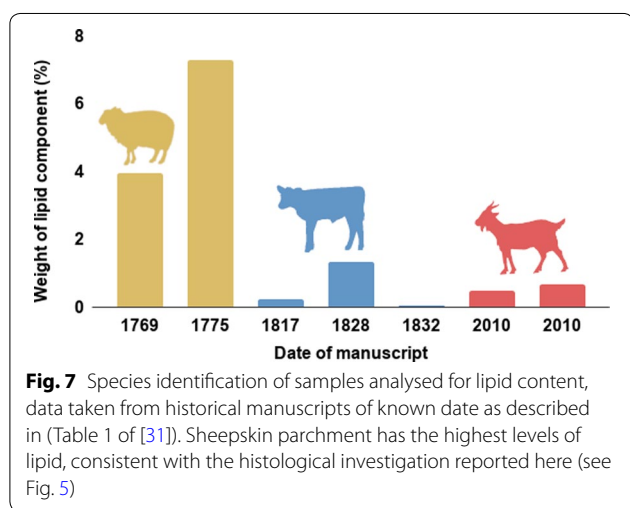 8
6
4
2
0
Weight of lipid component (%)
1769 1775 1817 1828 1832 2010 2010
Date of manuscript
Fig. 7 Species identification of samples analysed for lipid content,
data taken from historical manuscripts of known date as described
in (Table 1 of [31]). Sheepskin parchment has the highest levels of
lipid, consistent with the histological investigation reported here (see
Fig. 5)